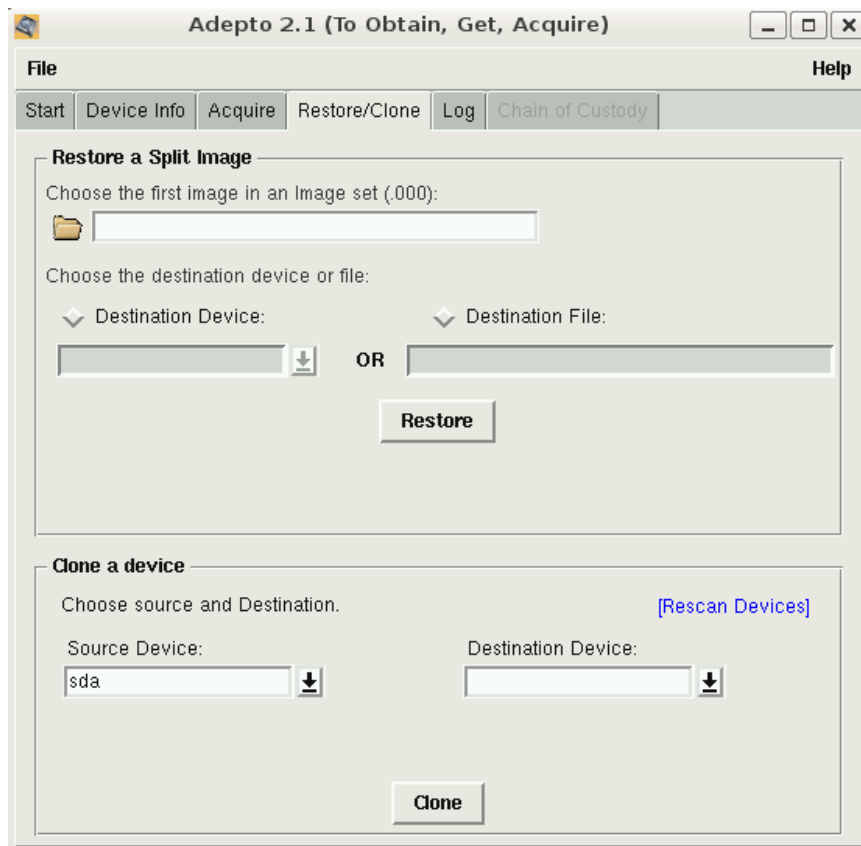 Adepto 2.1 (To Obtain, Get, Acquire)
File Help
Start Device Info Acquire Restore/Clone Log Chain of Custody
Restore a Split Image
Choose the first image in an Image set (.000):
Choose the destination device or file:
Destination Device: Destination File:
OR
Restore
Clone a device
Choose source and Destination. [Rescan Devices]
Source Device: Destination Device:
sda
Clone